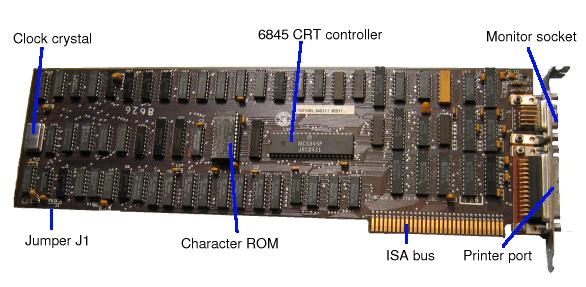 Clock crystal
6845 CRT controller
Monitor socket
8626
MC6845P
Jumper J1
Character ROM
ISA bus
Printer port